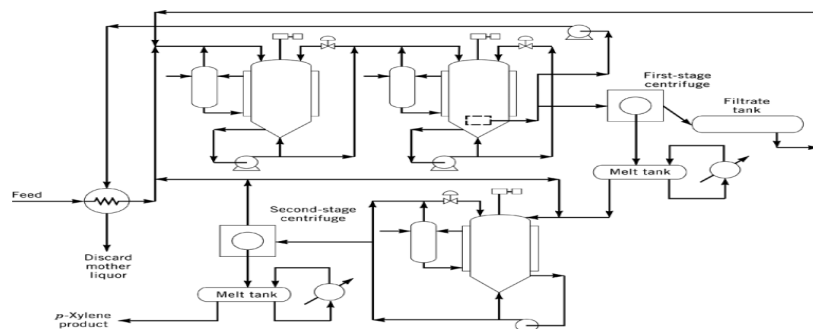 First-stage
centrifuge
Filtrate
tank
Melt tank
Feed
Second-stage
centrifuge
Discard
mother
liquor
Melt tank
p-Xylene
product